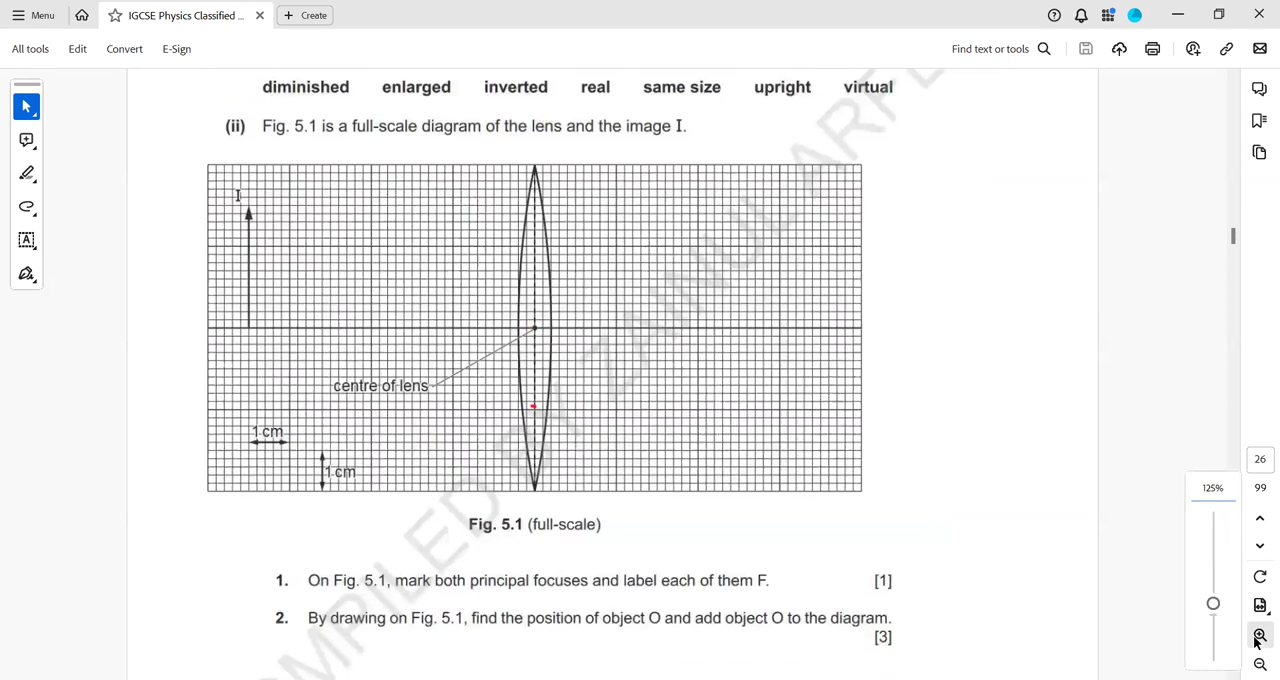 Menu
IGCSE Physics Classified ...
Create
All tools
Edit
Convert
E-Sign
Find text or tools
diminished enlarged inverted real same size upright virtual
(ii) Fig. 5.1 is a full-scale diagram of the lens and the image I.
I
centre of lens
1 cm
1 cm
Fig. 5.1 (full-scale)
1. On Fig. 5.1, mark both principal focuses and label each of them F. [1]
2. By drawing on Fig. 5.1, find the position of object O and add object O to the diagram.
[3]
BY ZAINUL
26
99
125%